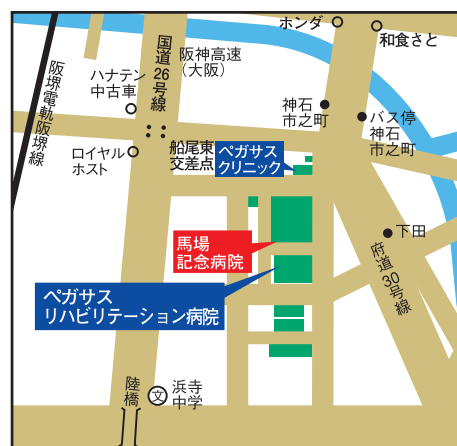 ホンダ
和食さと
国道26号線
阪神高速
（大阪）
ハナテン
中古車
阪堺電軌阪堺線
神石
市之町
バス停
神石
市之町
船尾東
交差点
ロイヤル
ホスト
ペガサス
クリニック
馬場
記念病院
下田
府道30号線
ペガサス
リハビリテーション病院
陸橋
文
浜寺
中学